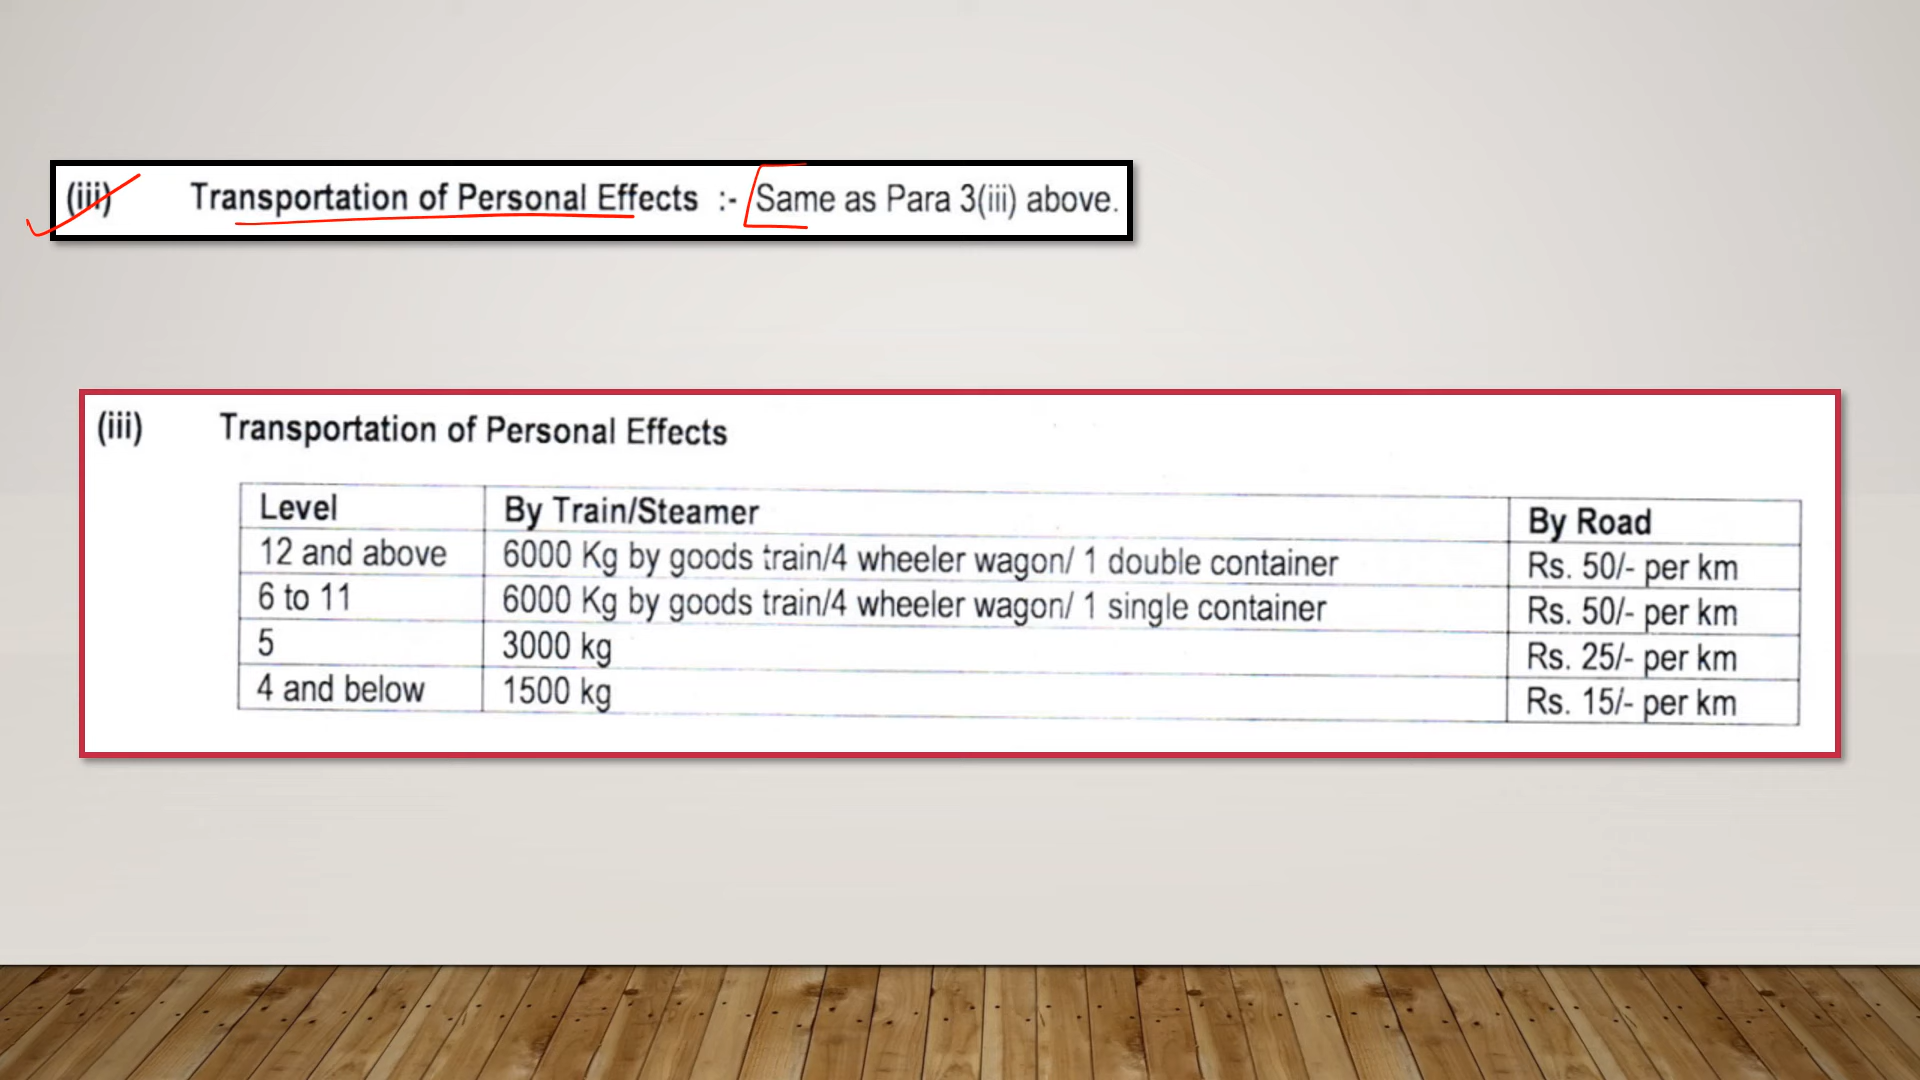 (iii) Transportation of Personal Effects :- Same as Para 3(iii) above.
(iii) Transportation of Personal Effects
Level By Train/Steamer By Road
12 and above 6000 Kg by goods train/4 wheeler wagon/ 1 double container Rs. 50/- per km
6 to 11 6000 Kg by goods train/4 wheeler wagon/ 1 single container Rs. 50/- per km
5 3000 kg Rs. 25/- per km
4 and below 1500 kg Rs. 15/- per km